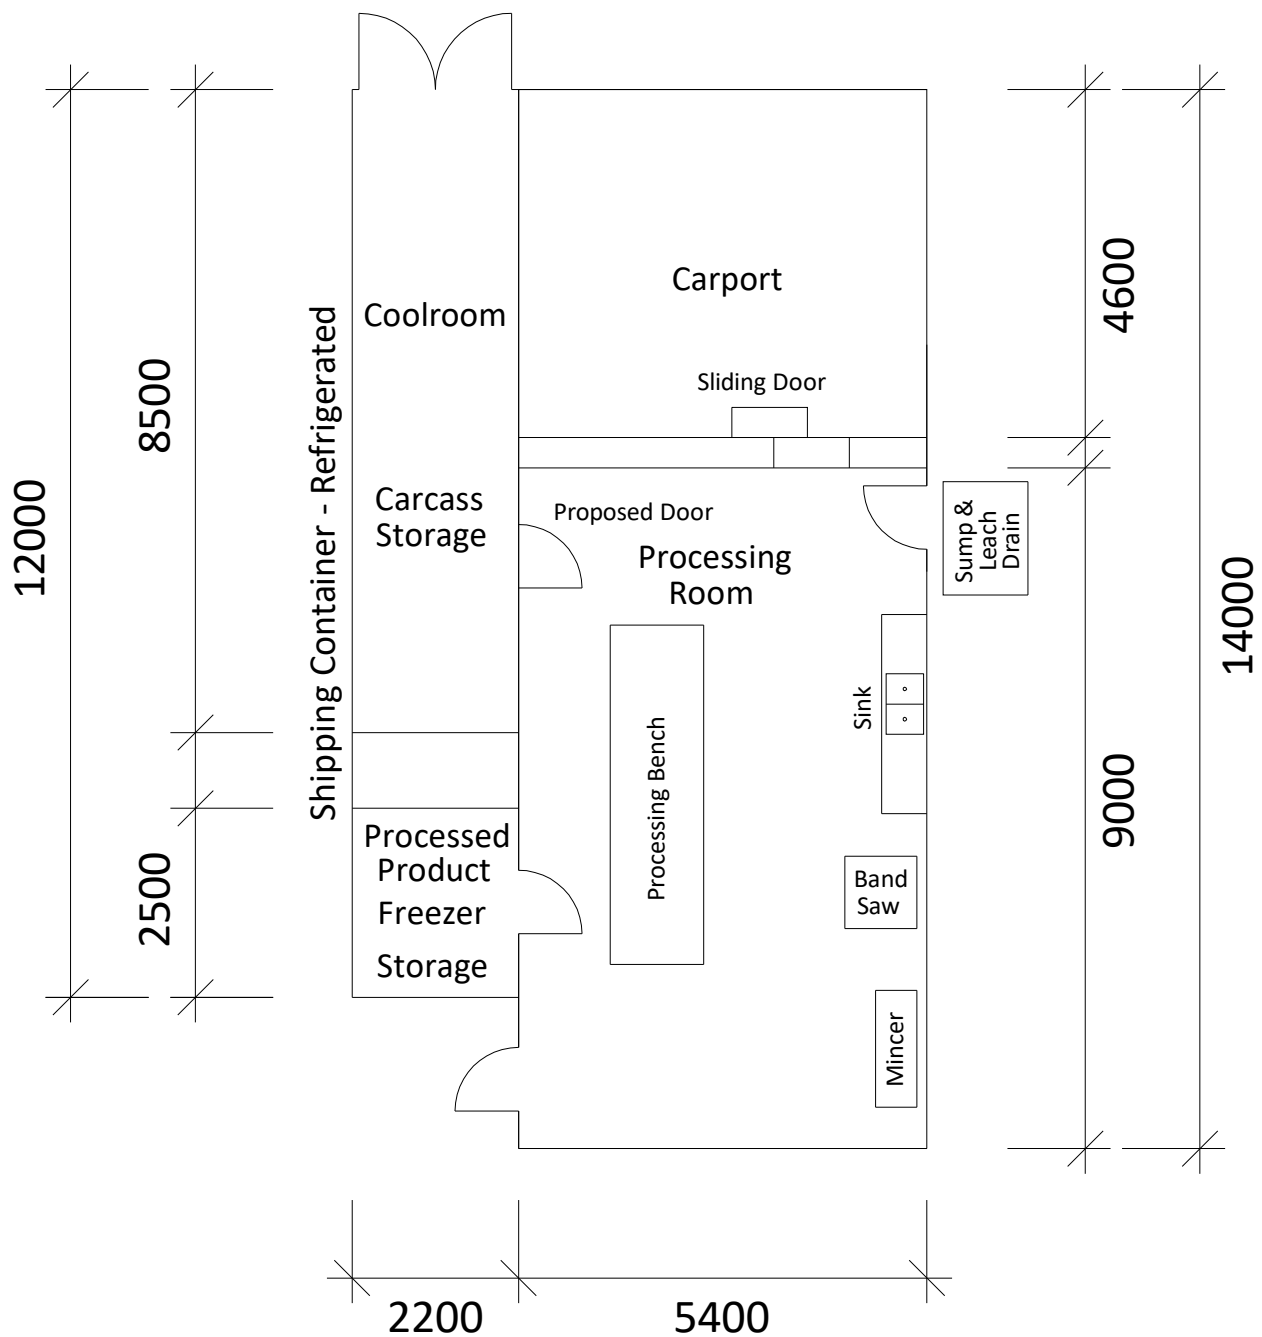 Coolroom
Carport
Sliding Door
Shipping Container - Refrigerated
Carcass
Storage
Proposed Door
Processing
Room
Sump &
Leach
Drain
Sink
Processing Bench
Processed
Product
Freezer
Storage
Band
Saw
Mincer
12000
8500
2500
4600
9000
14000
2200
5400